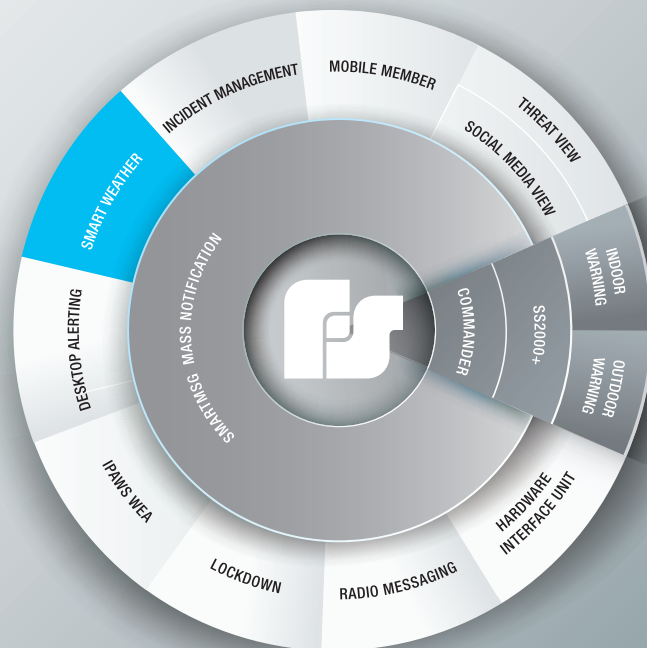 INCIDENT MANAGEMENT
MOBILE MEMBER
THREAT VIEW
SOCIAL MEDIA VIEW
SMART WEATHER
INDOOR
WARNING
SMARTMSG MASS NOTIFICATION
COMMANDER
SS2000+
DESKTOP ALERTING
OUTDOOR
WARNING
IPAWS WEA
HARDWARE
INTERFACE UNIT
LOCKDOWN
RADIO MESSAGING